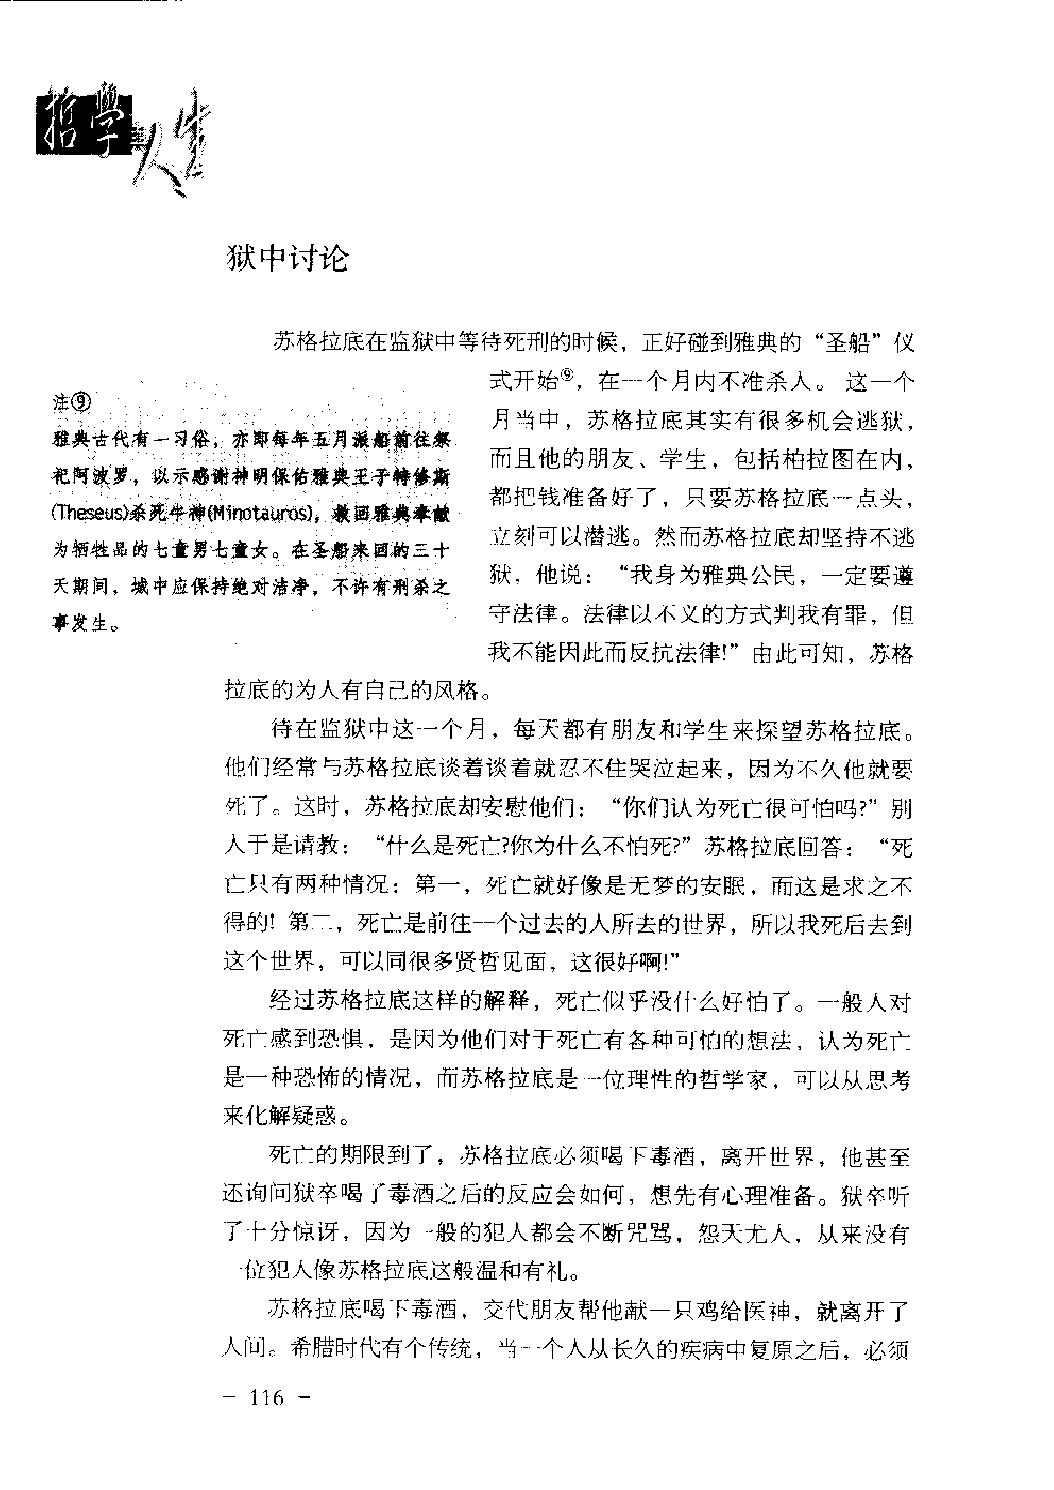 哲學與人生
狱中讨论
苏格拉底在监狱中等待死刑的时候，正好碰到雅典的“圣船”仪
式开始⑨，在一个月内不准杀人。 这一个
月当中，苏格拉底其实有很多机会逃狱，
而且他的朋友、学生，包括柏拉图在内，
都把钱准备好了，只要苏格拉底一点头，
立刻可以潜逃。然而苏格拉底却坚持不逃
狱，他说：“我身为雅典公民，一定要遵
守法律。法律以不义的方式判我有罪，但
我不能因此而反抗法律!”由此可知，苏格
拉底的为人有自己的风格。
注⑨
雅典古代有一习俗，亦即每年五月派船前往祭
祀阿波罗，以示感谢神明保佑雅典王子特修斯
(Theseus)杀死牛神(Minotauros)，救回雅典奉献
为牺牲品的七童男七童女。在圣船来回的三十
天期间，城中应保持绝对洁净，不许有刑杀之
事发生。
待在监狱中这一个月，每天都有朋友和学生来探望苏格拉底。
他们经常与苏格拉底谈着谈着就忍不住哭泣起来，因为不久他就要
死了。这时，苏格拉底却安慰他们：“你们认为死亡很可怕吗?”别
人于是请教：“什么是死亡?你为什么不怕死?”苏格拉底回答：“死
亡只有两种情况：第一，死亡就好像是无梦的安眠，而这是求之不
得的! 第二，死亡是前往一个过去的人所去的世界，所以我死后去到
这个世界，可以同很多贤哲见面，这很好啊!”
经过苏格拉底这样的解释，死亡似乎没什么好怕了。一般人对
死亡感到恐惧，是因为他们对于死亡有各种可怕的想法，认为死亡
是一种恐怖的情况，而苏格拉底是一位理性的哲学家，可以从思考
来化解疑惑。
死亡的期限到了，苏格拉底必须喝下毒酒，离开世界，他甚至
还询问狱卒喝了毒酒之后的反应会如何，想先有心理准备。狱卒听
了十分惊讶，因为一般的犯人都会不断咒骂，怨天尤人，从来没有
一位犯人像苏格拉底这般温和有礼。
苏格拉底喝下毒酒，交代朋友帮他献一只鸡给医神，就离开了
人间。希腊时代有个传统，当一个人从长久的疾病中复原之后，必须
- 116 -